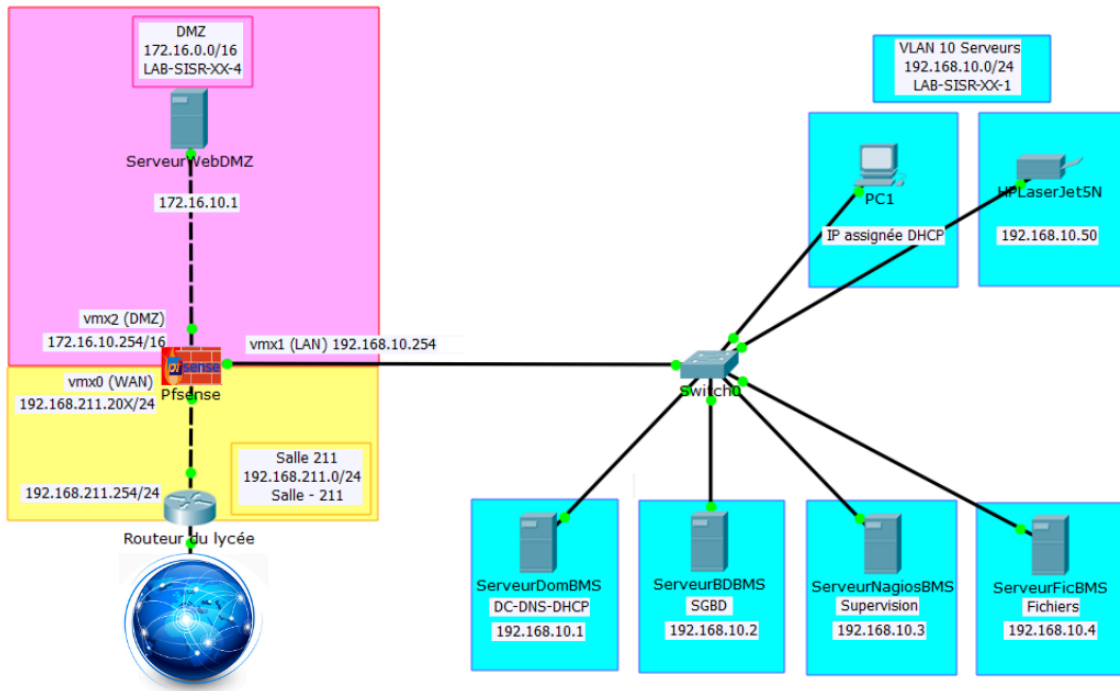 DMZ
172.16.0.0/16
LAB-SISR-XX-4
ServeurWebDMZ
172.16.10.1
vmx2 (DMZ)
172.16.10.254/16
pfsense
Pfsense
vmx1 (LAN) 192.168.10.254
vmx0 (WAN)
192.168.211.20X/24
Salle 211
192.168.211.0/24
Salle - 211
192.168.211.254/24
Routeur du lycée
VLAN 10 Serveurs
192.168.10.0/24
LAB-SISR-XX-1
PC1
IP assignée DHCP
HPLaserJet5N
192.168.10.50
Switch0
ServeurDomBMS
DC-DNS-DHCP
192.168.10.1
ServeurBDBMS
SGBD
192.168.10.2
ServeurNagiosBMS
Supervision
192.168.10.3
ServeurFicBMS
Fichiers
192.168.10.4